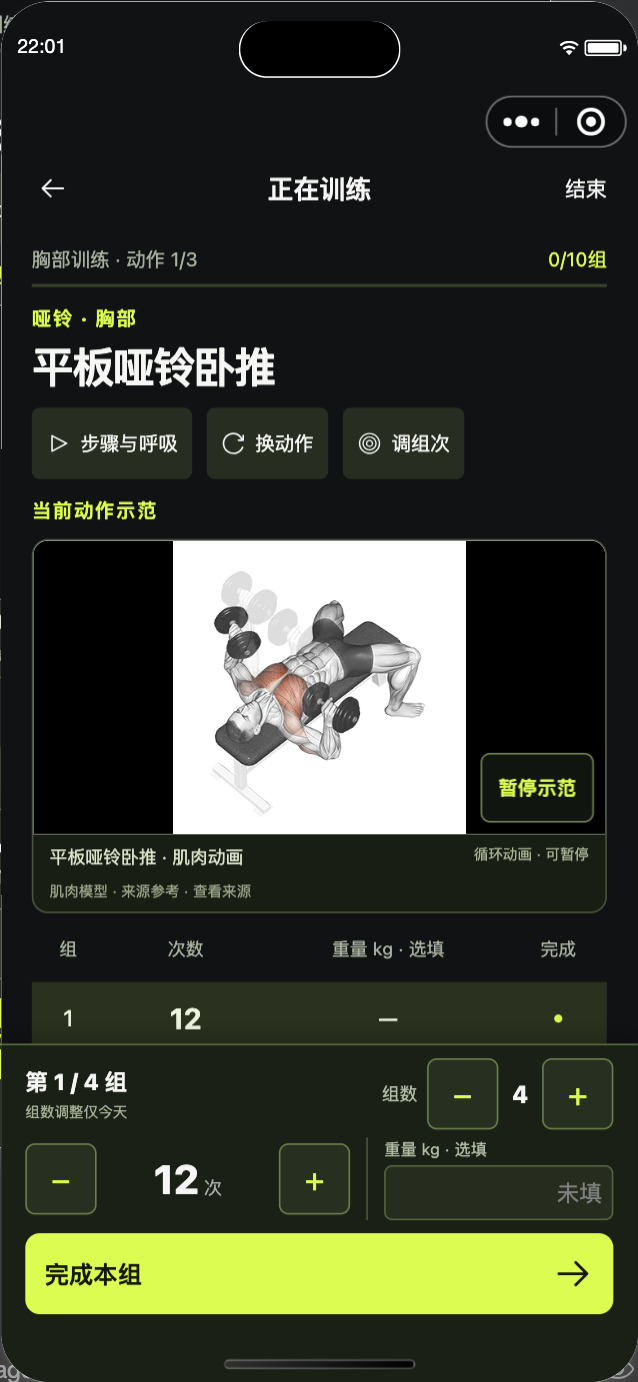 22:01
正在训练
结束
胸部训练 · 动作 1/3
0/10组
哑铃 · 胸部
平板哑铃卧推
步骤与呼吸
换动作
调组次
当前动作示范
暂停示范
平板哑铃卧推 · 肌肉动画
循环动画 · 可暂停
肌肉模型 · 来源参考 · 查看来源
组 次数 重量 kg · 选填 完成
1 12 —
第 1 / 4 组
组数 − 4 +
组数调整仅今天
重量 kg · 选填
− 12 次 +
未填
完成本组